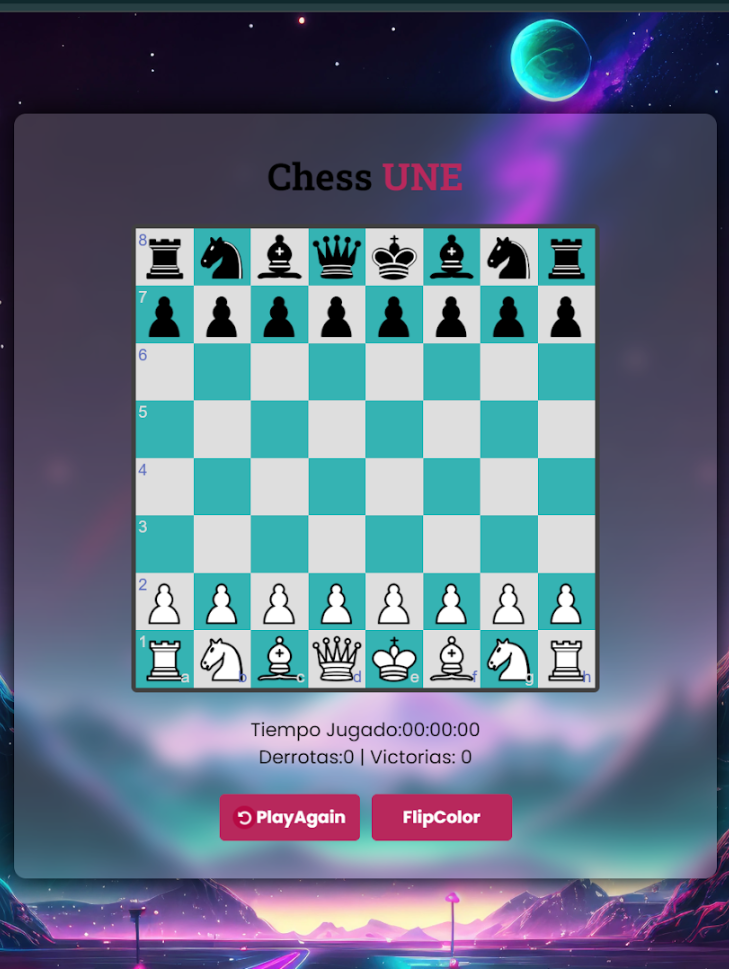 Chess UNE
8
7
6
5
4
3
2
1
a b c d e f g h
Tiempo Jugado:00:00:00
Derrotas:0 | Victorias: 0
PlayAgain FlipColor